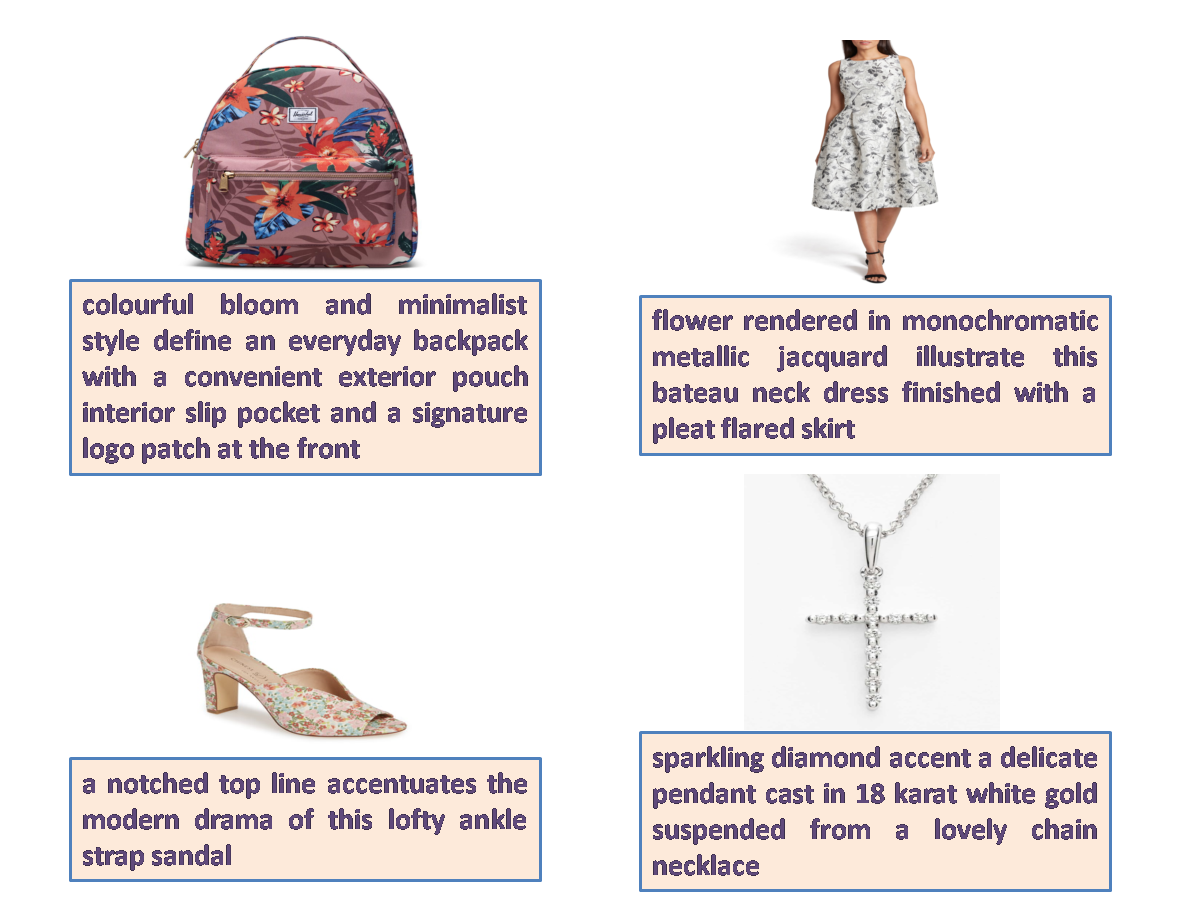 Herschel
colourful bloom and minimalist
style define an everyday backpack
with a convenient exterior pouch
interior slip pocket and a signature
logo patch at the front
flower rendered in monochromatic
metallic jacquard illustrate this
bateau neck dress finished with a
pleat flared skirt
a notched top line accentuates the
modern drama of this lofty ankle
strap sandal
sparkling diamond accent a delicate
pendant cast in 18 karat white gold
suspended from a lovely chain
necklace